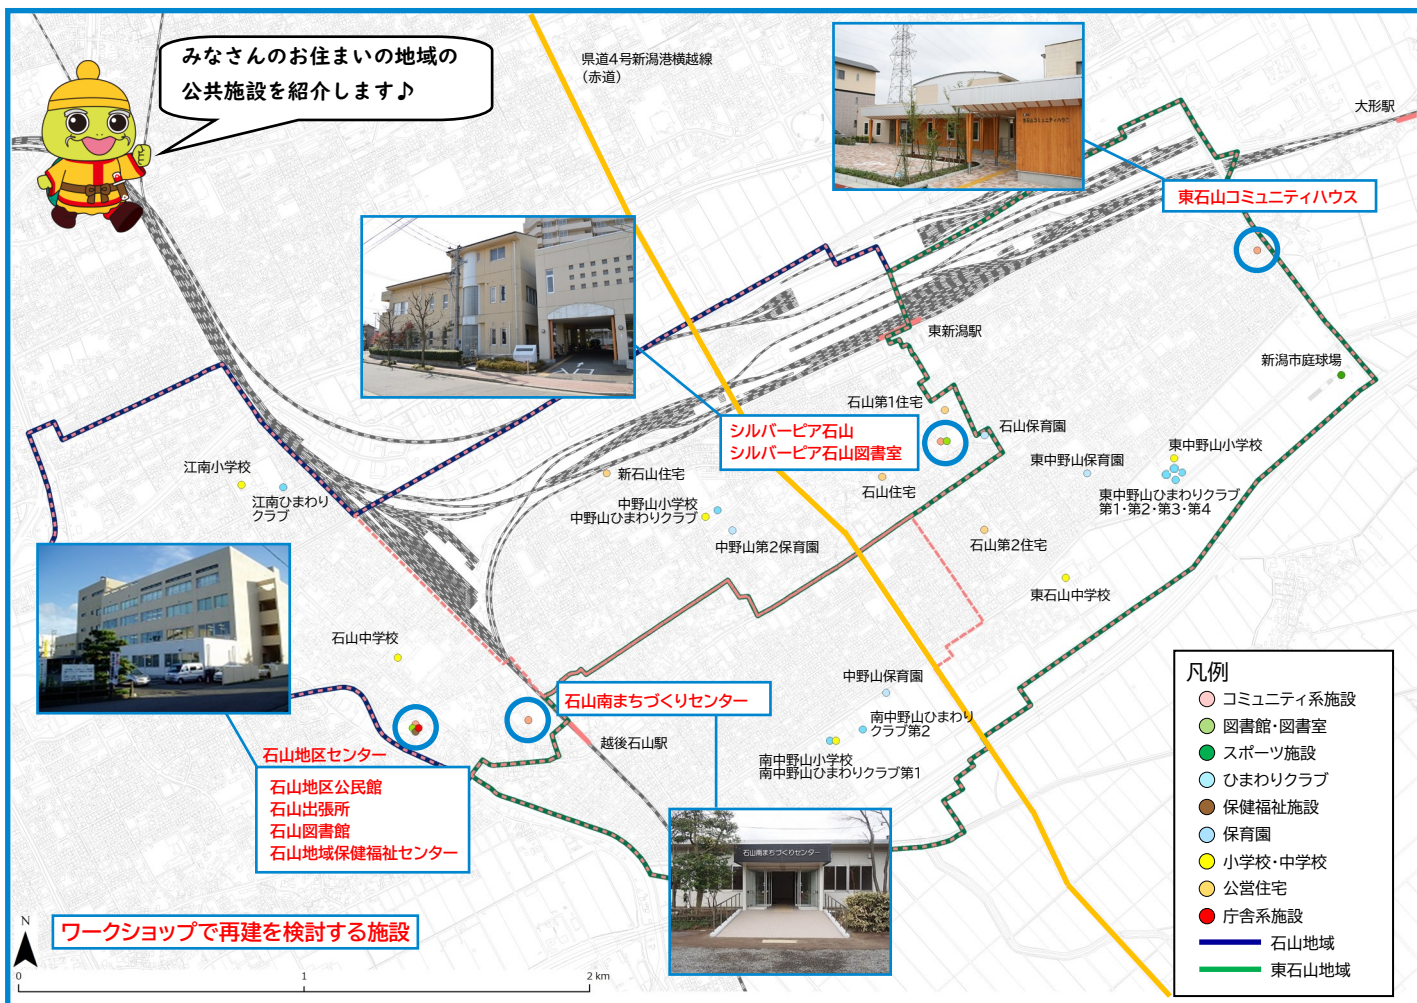 みなさんのお住まいの地域の
公共施設を紹介します♪
県道4号新潟港横越線
(赤道)
大形駅
東石山コミュニティハウス
東新潟駅
新潟市庭球場
石山第1住宅
シルバーピア石山
シルバーピア石山図書室
石山保育園
東中野山小学校
江南小学校
新石山住宅
東中野山保育園
江南ひまわり
クラブ
石山住宅
東中野山ひまわりクラブ
第1・第2・第3・第4
中野山小学校
中野山ひまわりクラブ
中野山第2保育園
石山第2住宅
東石山中学校
石山中学校
中野山保育園
石山南まちづくりセンター
南中野山ひまわり
クラブ第2
越後石山駅
石山地区センター
南中野山小学校
南中野山ひまわりクラブ第1
石山地区公民館
石山出張所
石山図書館
石山地域保健福祉センター
石山南まちづくりセンター
凡例
コミュニティ系施設
図書館・図書室
スポーツ施設
ひまわりクラブ
保健福祉施設
保育園
小学校・中学校
公営住宅
庁舎系施設
石山地域
東石山地域
ワークショップで再建を検討する施設
N
0
1
2 km